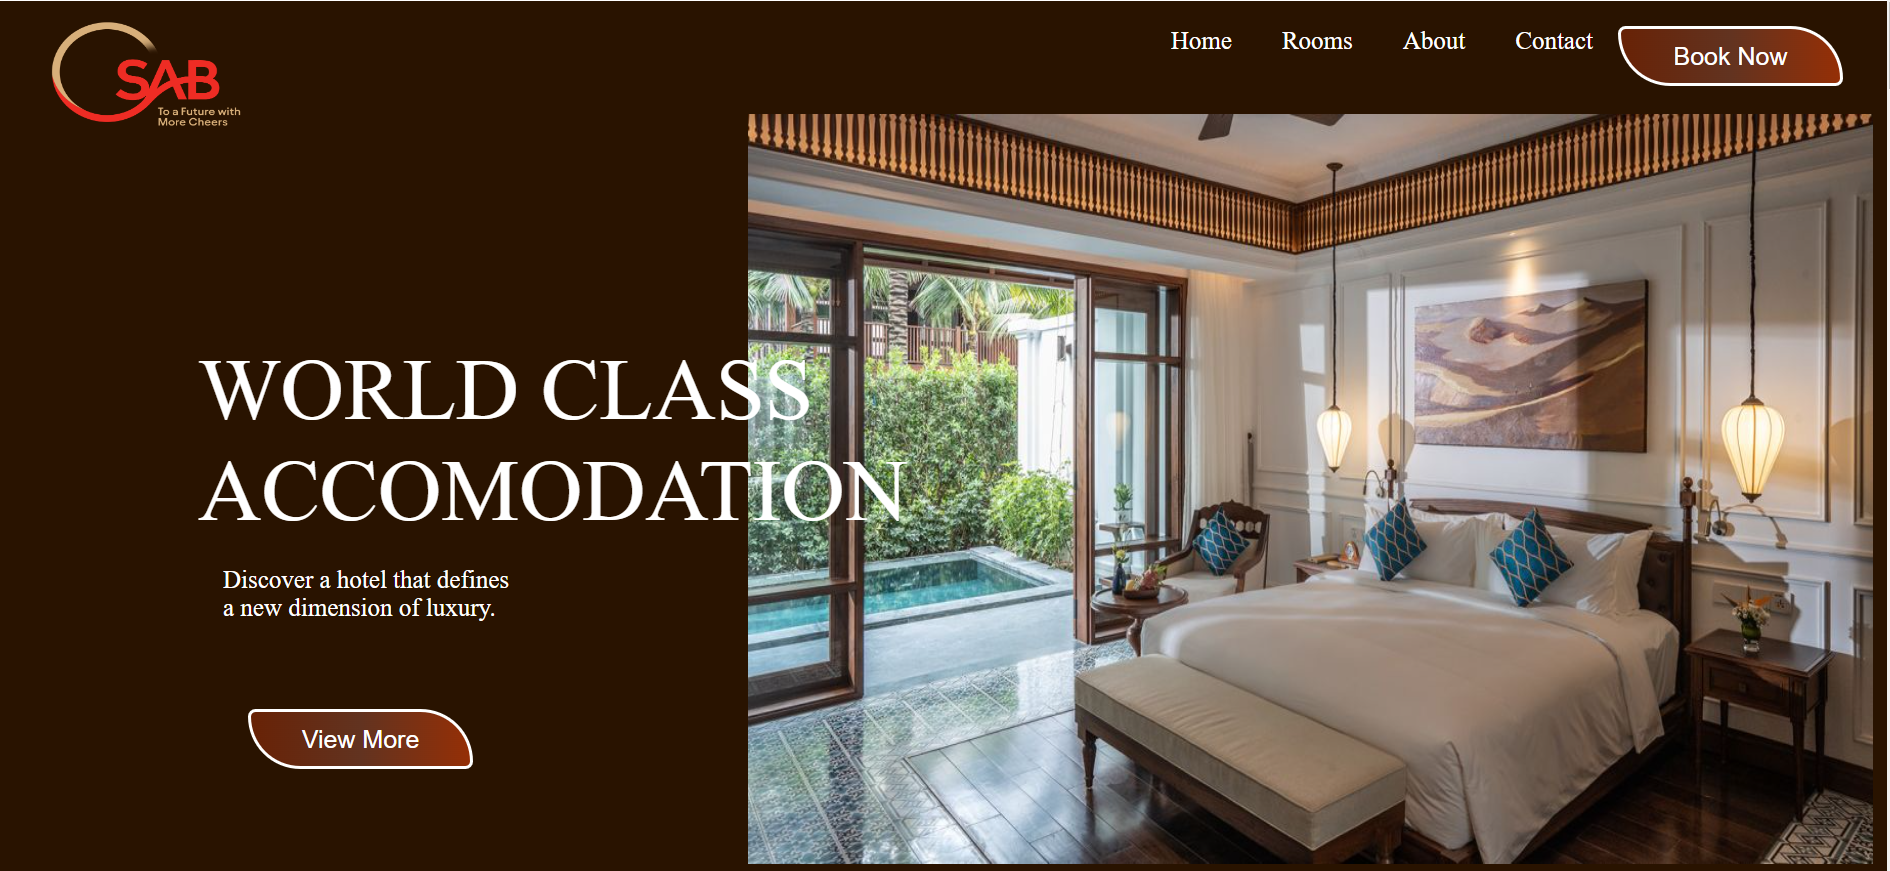 SAB
To a Future with
More Cheers
Home Rooms About Contact Book Now
WORLD CLASS
ACCOMODATION
Discover a hotel that defines
a new dimension of luxury.
View More